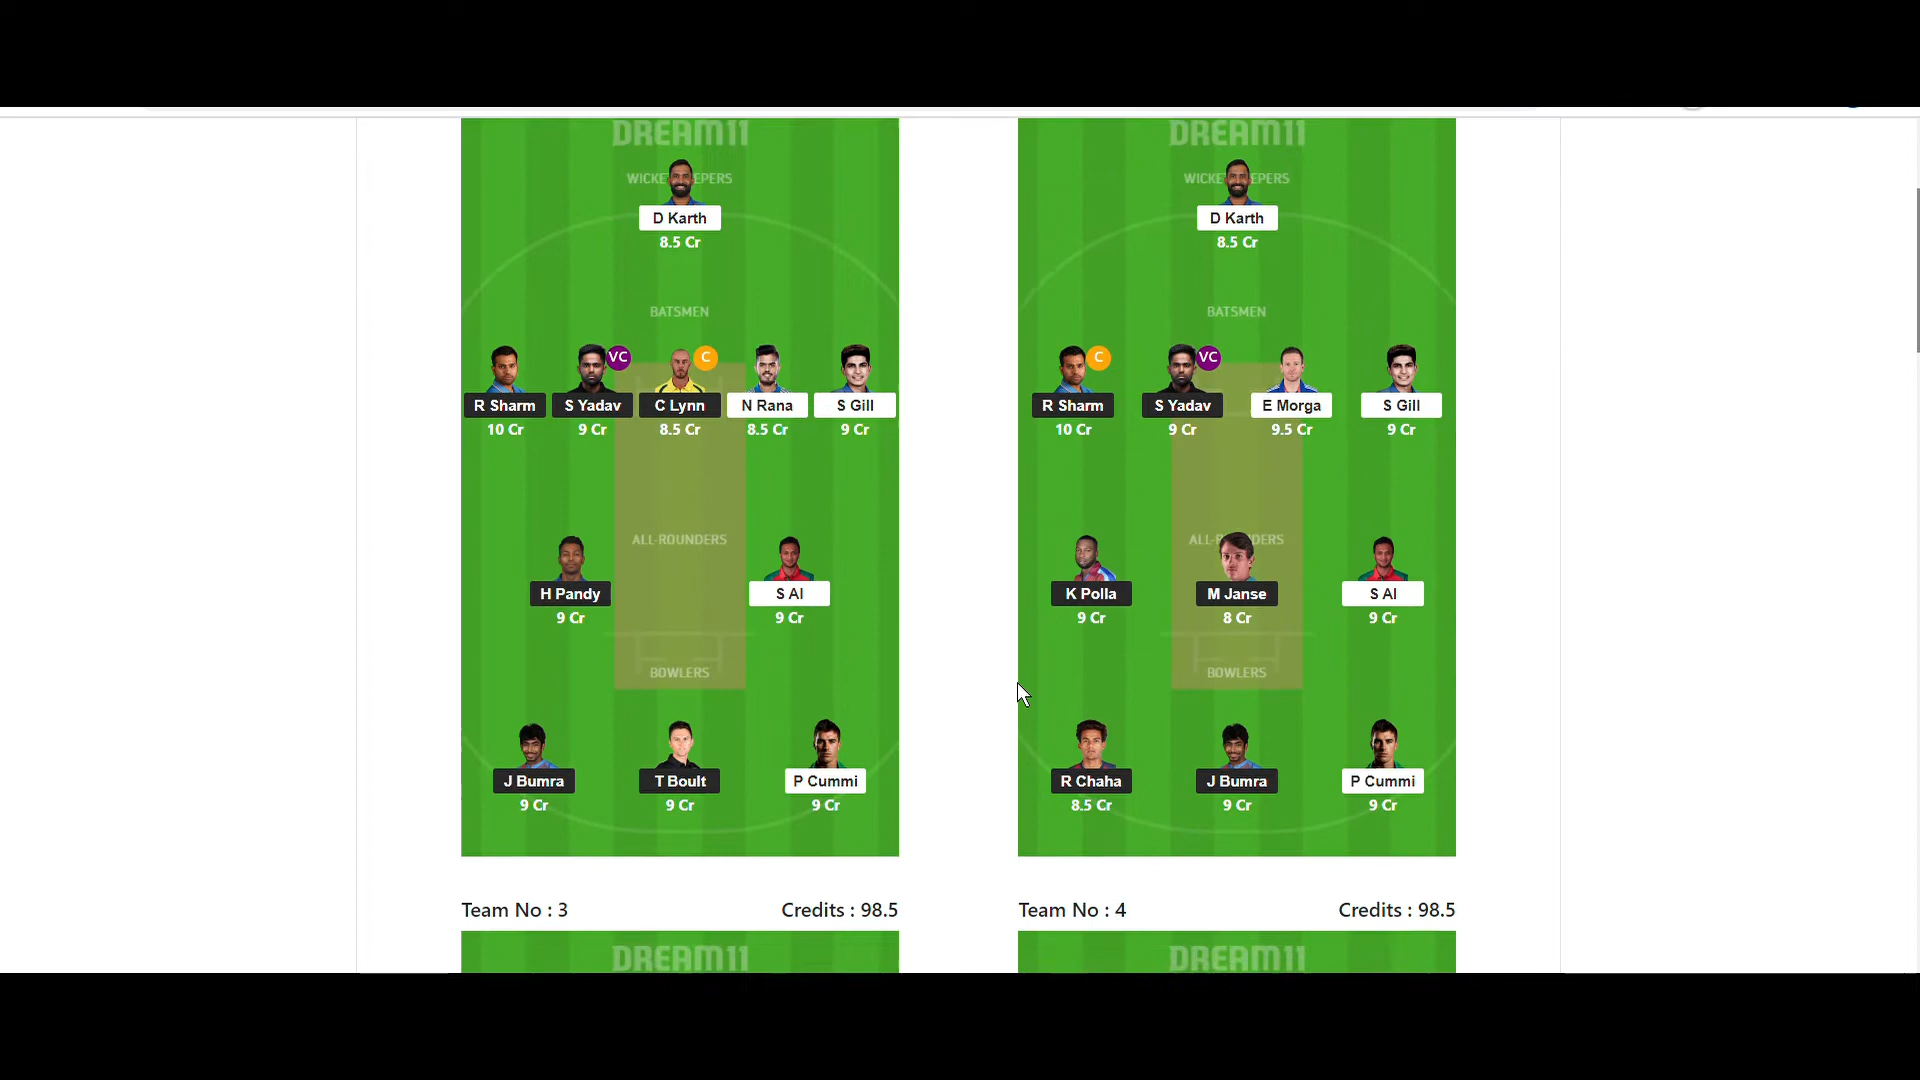 DREAM11
WICKE EPERS
D Karth
8.5 Cr
BATSMEN
VC C
R Sharm S Yadav C Lynn N Rana S Gill
10 Cr 9 Cr 8.5 Cr 8.5 Cr 9 Cr
ALL-ROUNDERS
H Pandy S Al
9 Cr 9 Cr
BOWLERS
J Bumra T Boult P Cummi
9 Cr 9 Cr 9 Cr
DREAM11
WICKE EPERS
D Karth
8.5 Cr
BATSMEN
C VC
R Sharm S Yadav E Morga S Gill
10 Cr 9 Cr 9.5 Cr 9 Cr
ALL-R DERS
K Polla M Janse S Al
9 Cr 8 Cr 9 Cr
BOWLERS
R Chaha J Bumra P Cummi
8.5 Cr 9 Cr 9 Cr
Team No : 3 Credits : 98.5
DREAM11
Team No : 4 Credits : 98.5
DREAM11